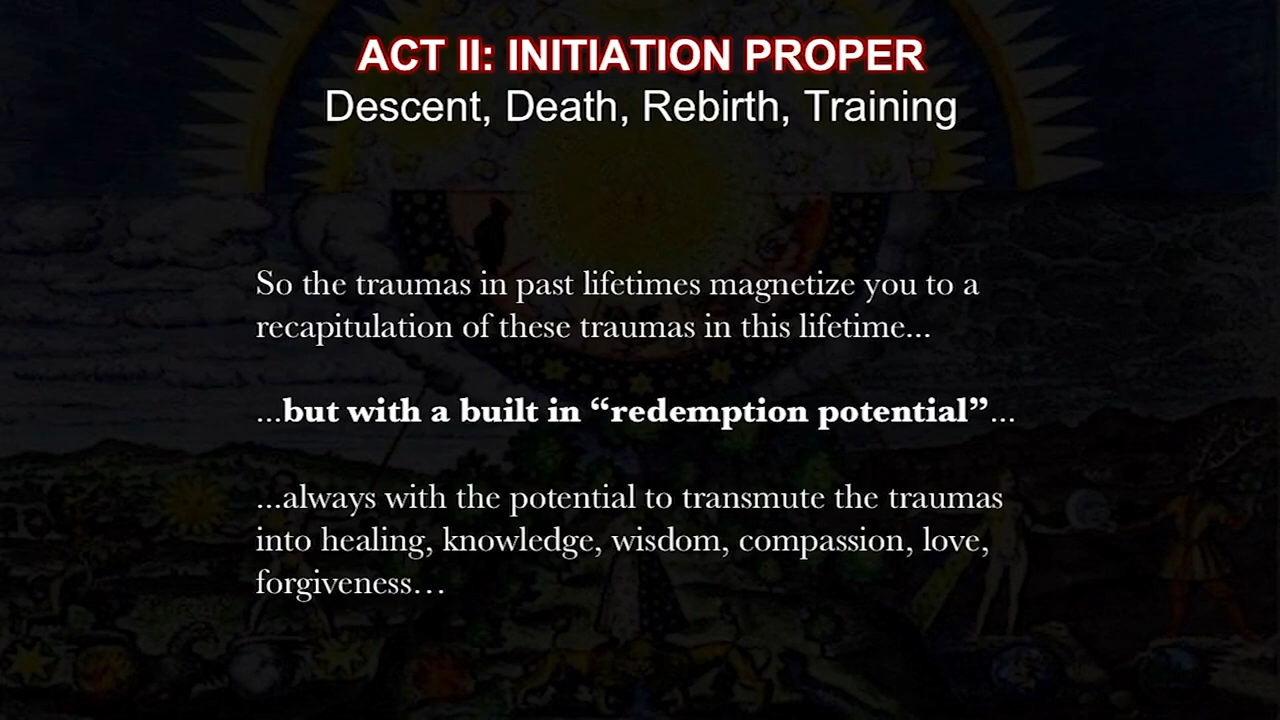 ACT II: INITIATION PROPER
Descent, Death, Rebirth, Training
So the traumas in past lifetimes magnetize you to a
recapitulation of these traumas in this lifetime...
...but with a built in “redemption potential”...
...always with the potential to transmute the traumas
into healing, knowledge, wisdom, compassion, love,
forgiveness…